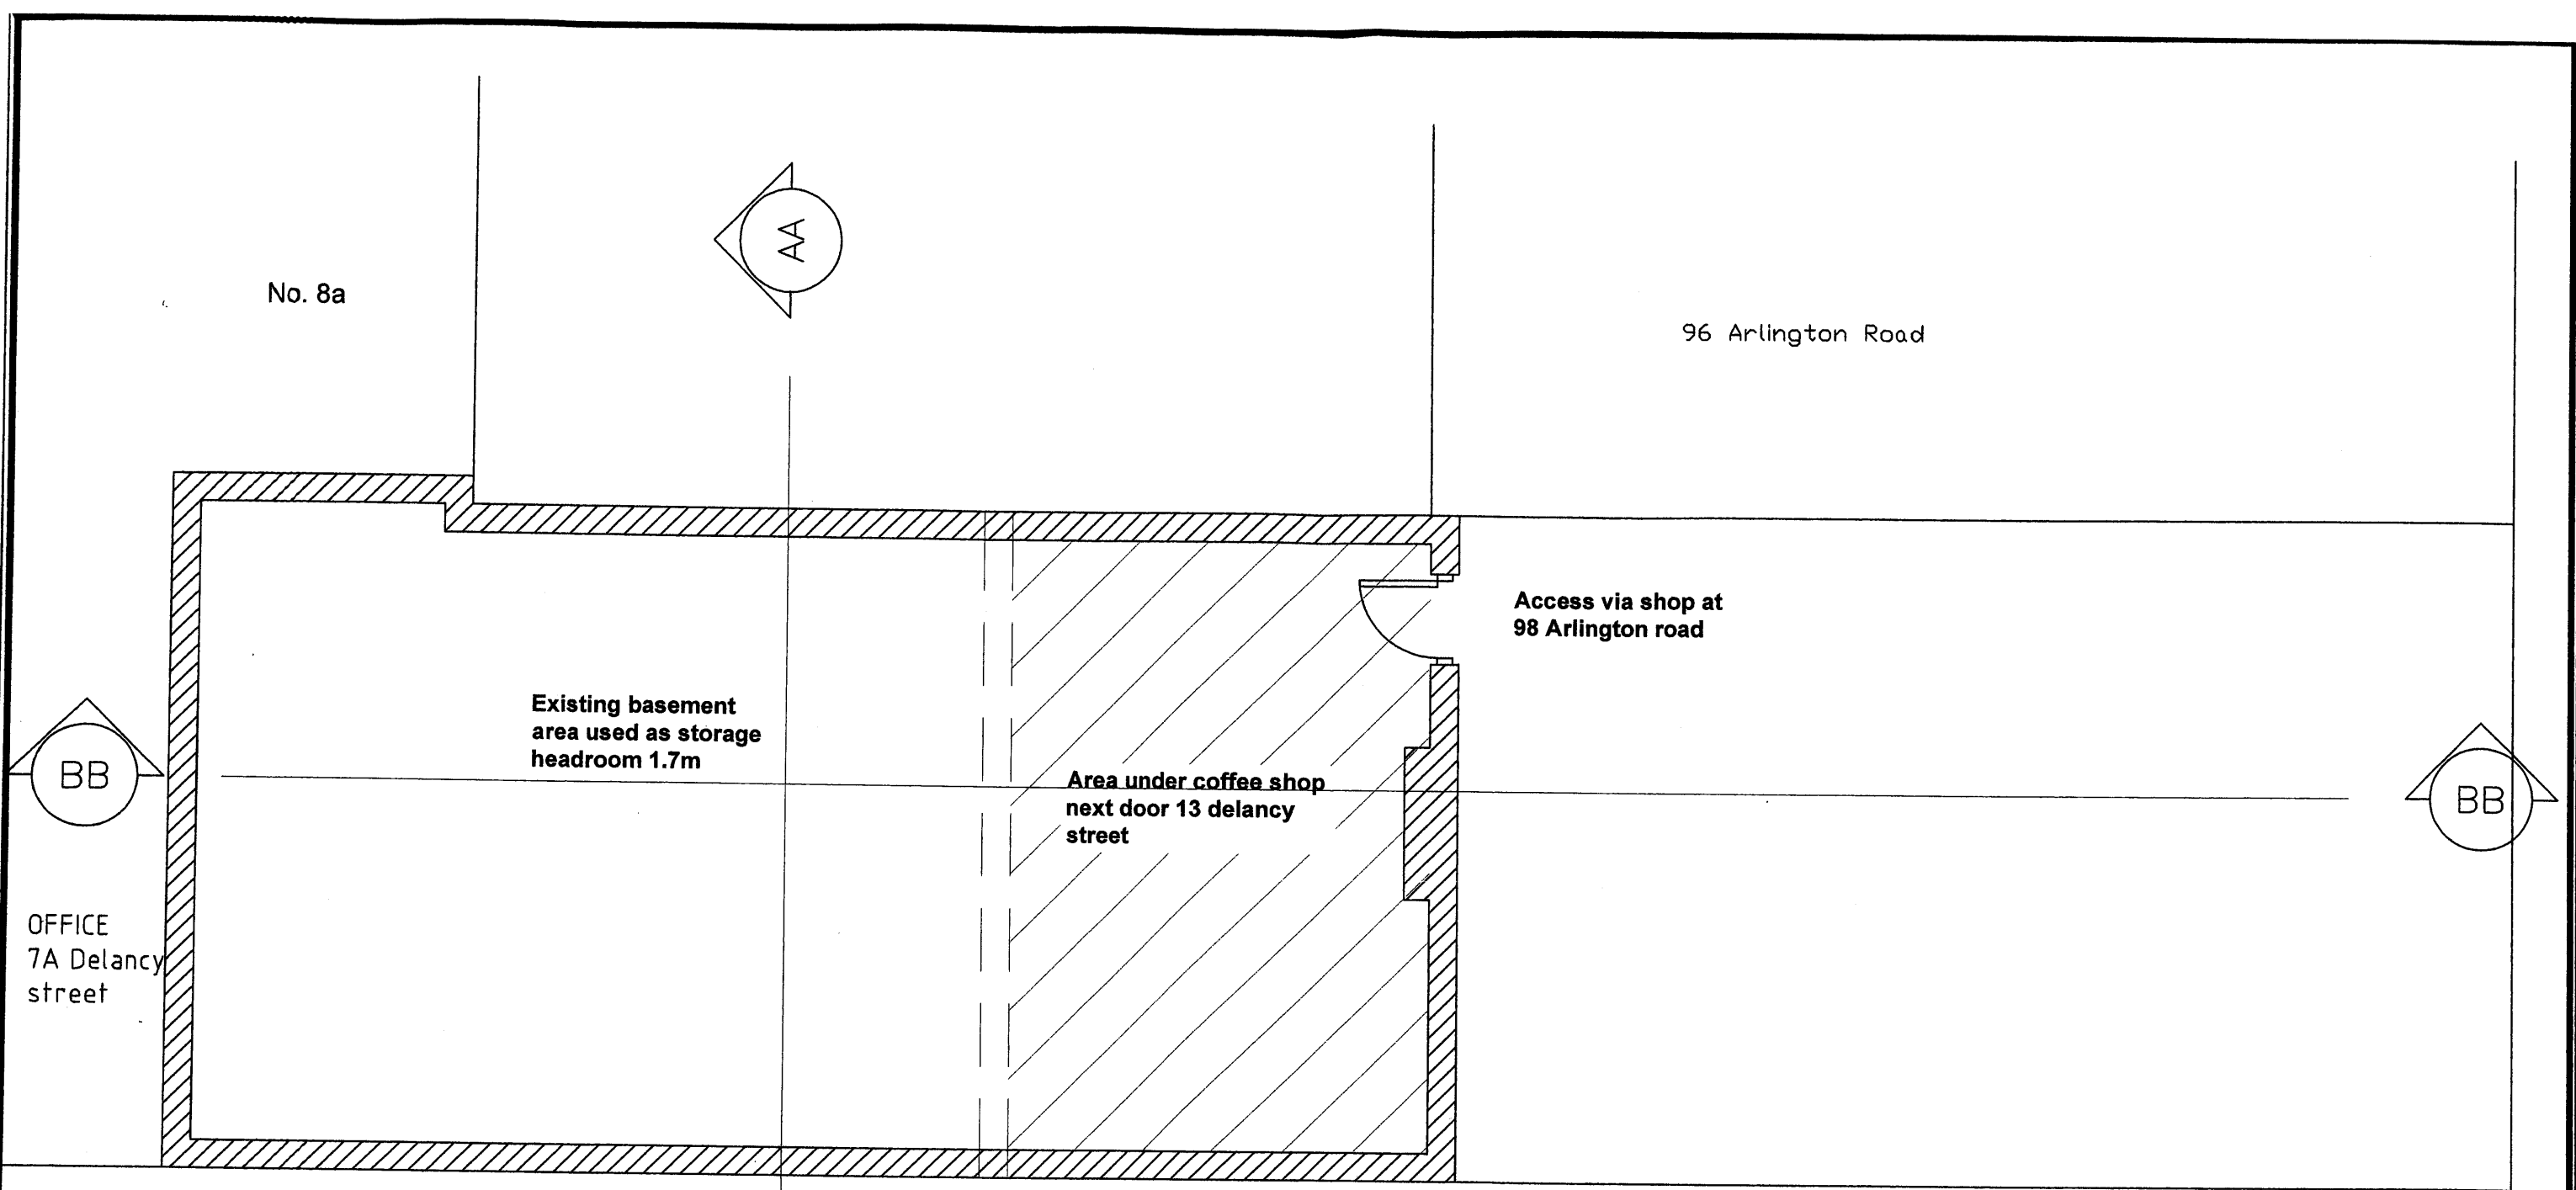 No. 8a
AA
96 Arlington Road
Access via shop at
98 Arlington road
Existing basement
area used as storage
headroom 1.7m
Area under coffee shop
next door 13 delancy
street
BB
BB
OFFICE
7A Delancy
street